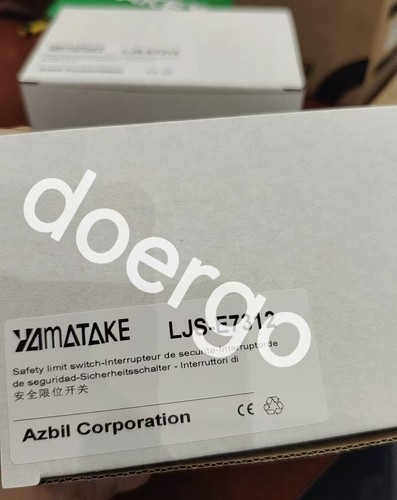 doergo
YAMATAKE LJS-E7312
Safety limit switch-Interrupteur de securite-Interruptor de
de seguridad-Sicherheitsschalter - Interruttori di
安全限位开关
Azbil Corporation CE